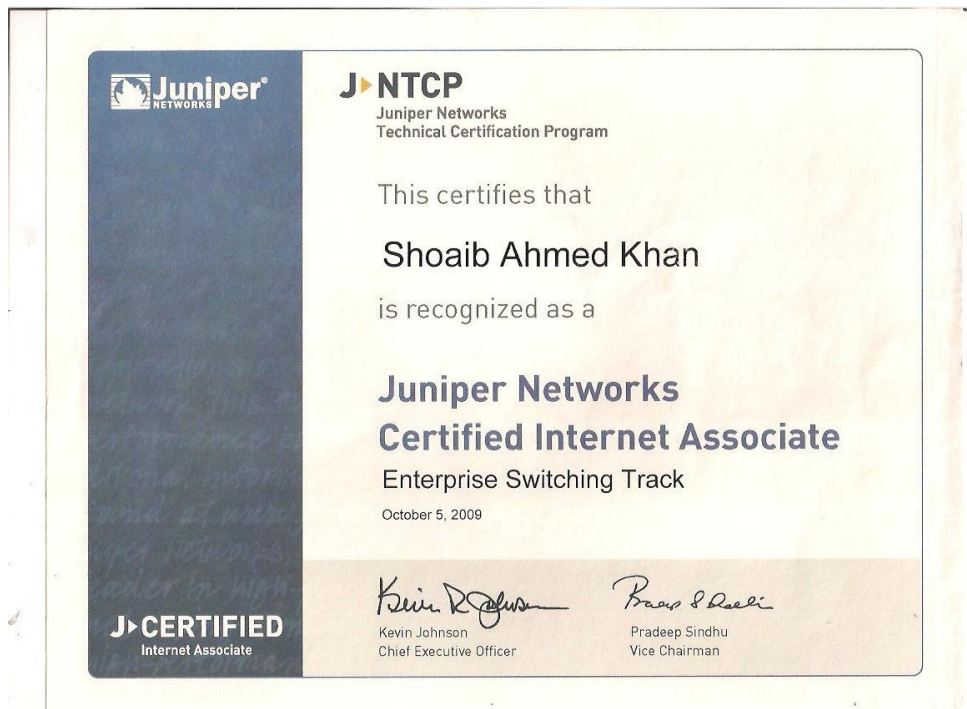 Juniper®
NETWORKS
J NTCP
Juniper Networks
Technical Certification Program
This certifies that
Shoaib Ahmed Khan
is recognized as a
Juniper Networks
Certified Internet Associate
Enterprise Switching Track
October 5, 2009
Kevin Johnson
Chief Executive Officer
Pradeep Sindhu
Vice Chairman
J CERTIFIED
Internet Associate